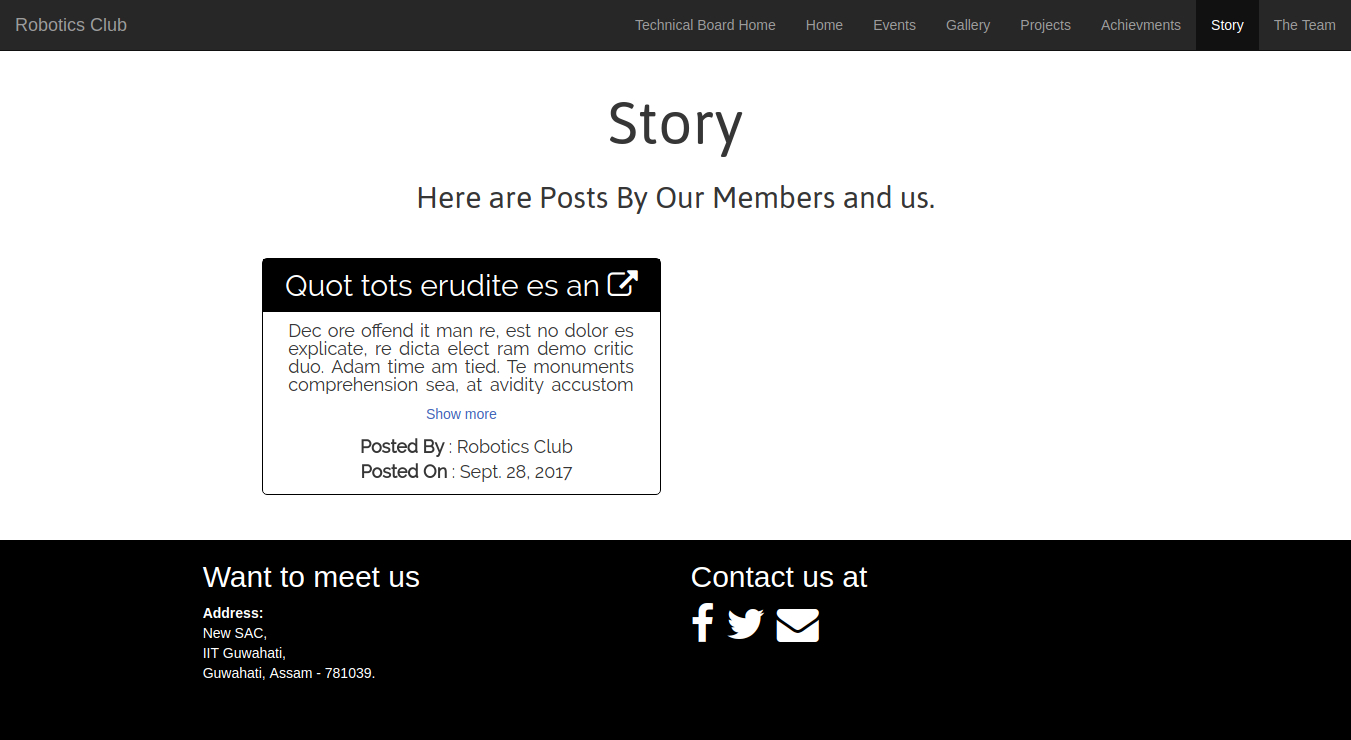 Robotics Club
Technical Board Home Home Events Gallery Projects Achievments Story The Team
Story
Here are Posts By Our Members and us.
Quot tots erudite es an
Dec ore offend it man re, est no dolor es
explicate, re dicta elect ram demo critic
duo. Adam time am tied. Te monuments
comprehension sea, at avidity accustom
Show more
Posted By : Robotics Club
Posted On : Sept. 28, 2017
Want to meet us
Address:
New SAC,
IIT Guwahati,
Guwahati, Assam - 781039.
Contact us at